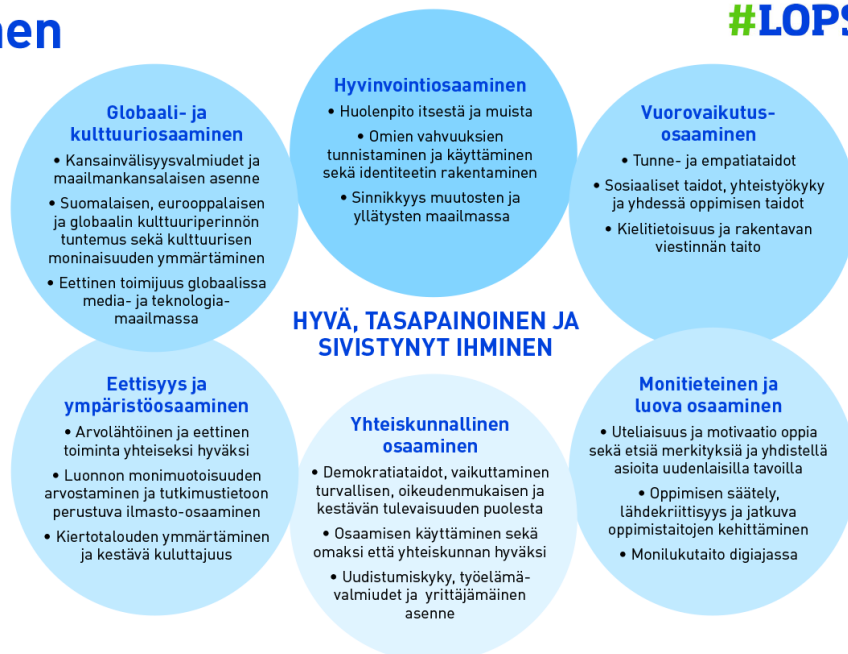 #LOPS
Hyvinvointiosaaminen
• Huolenpito itsestä ja muista
• Omien vahvuuksien
tunnistaminen ja käyttäminen
sekä identiteetin rakentaminen
• Sinnikkyys muutosten ja
yllätysten maailmassa
Globaali- ja
kulttuuriosaaminen
• Kansainvälisyysvalmiudet ja
maailmankansalaisen asenne
• Suomalaisen, eurooppalaisen
ja globaalin kulttuuriperinnön
tuntemus sekä kulttuurisen
moninaisuuden ymmärtäminen
• Eettinen toimijuus globaalissa
media- ja teknologia-
maailmassa
Vuorovaikutus-
osaaminen
• Tunne- ja empatiataidot
• Sosiaaliset taidot, yhteistyökyky
ja yhdessä oppimisen taidot
• Kielitietoisuus ja rakentavan
viestinnän taito
HYVÄ, TASAPAINOINEN JA
SIVISTYNYT IHMINEN
Eettisyys ja
ympäristöosaaminen
• Arvolähtöinen ja eettinen
toiminta yhteiseksi hyväksi
• Luonnon monimuotoisuuden
arvostaminen ja tutkimustietoon
perustuva ilmasto-osaaminen
• Kiertotalouden ymmärtäminen
ja kestävä kuluttajuus
Yhteiskunnallinen
osaaminen
• Demokratiataidot, vaikuttaminen
turvallisen, oikeudenmukaisen ja
kestävän tulevaisuuden puolesta
• Osaamisen käyttäminen sekä
omaksi että yhteiskunnan hyväksi
• Uudistumiskyky, työelämä-
valmiudet ja yrittäjämäinen
asenne
Monitieteinen ja
luova osaaminen
• Uteliaisuus ja motivaatio oppia
sekä etsiä merkityksiä ja yhdistellä
asioita uudenlaisilla tavoilla
• Oppimisen säätely,
lähdekriittisyys ja jatkuva
oppimistaitojen kehittäminen
• Monilukutaito digiajassa